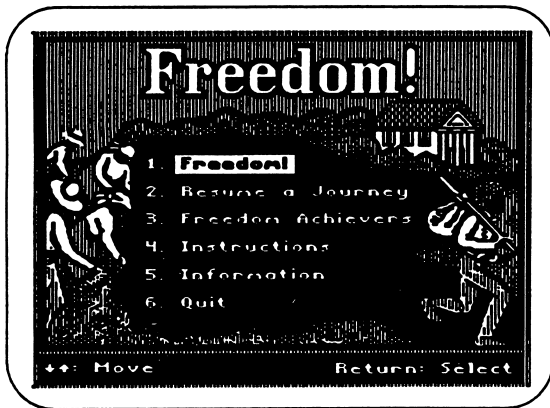 Freedom!
1. Freedom!
2. Resume a Journey
3. Freedom Achievers
4. Instructions
5. Information
6. Quit
↓↑: Move Return: Select